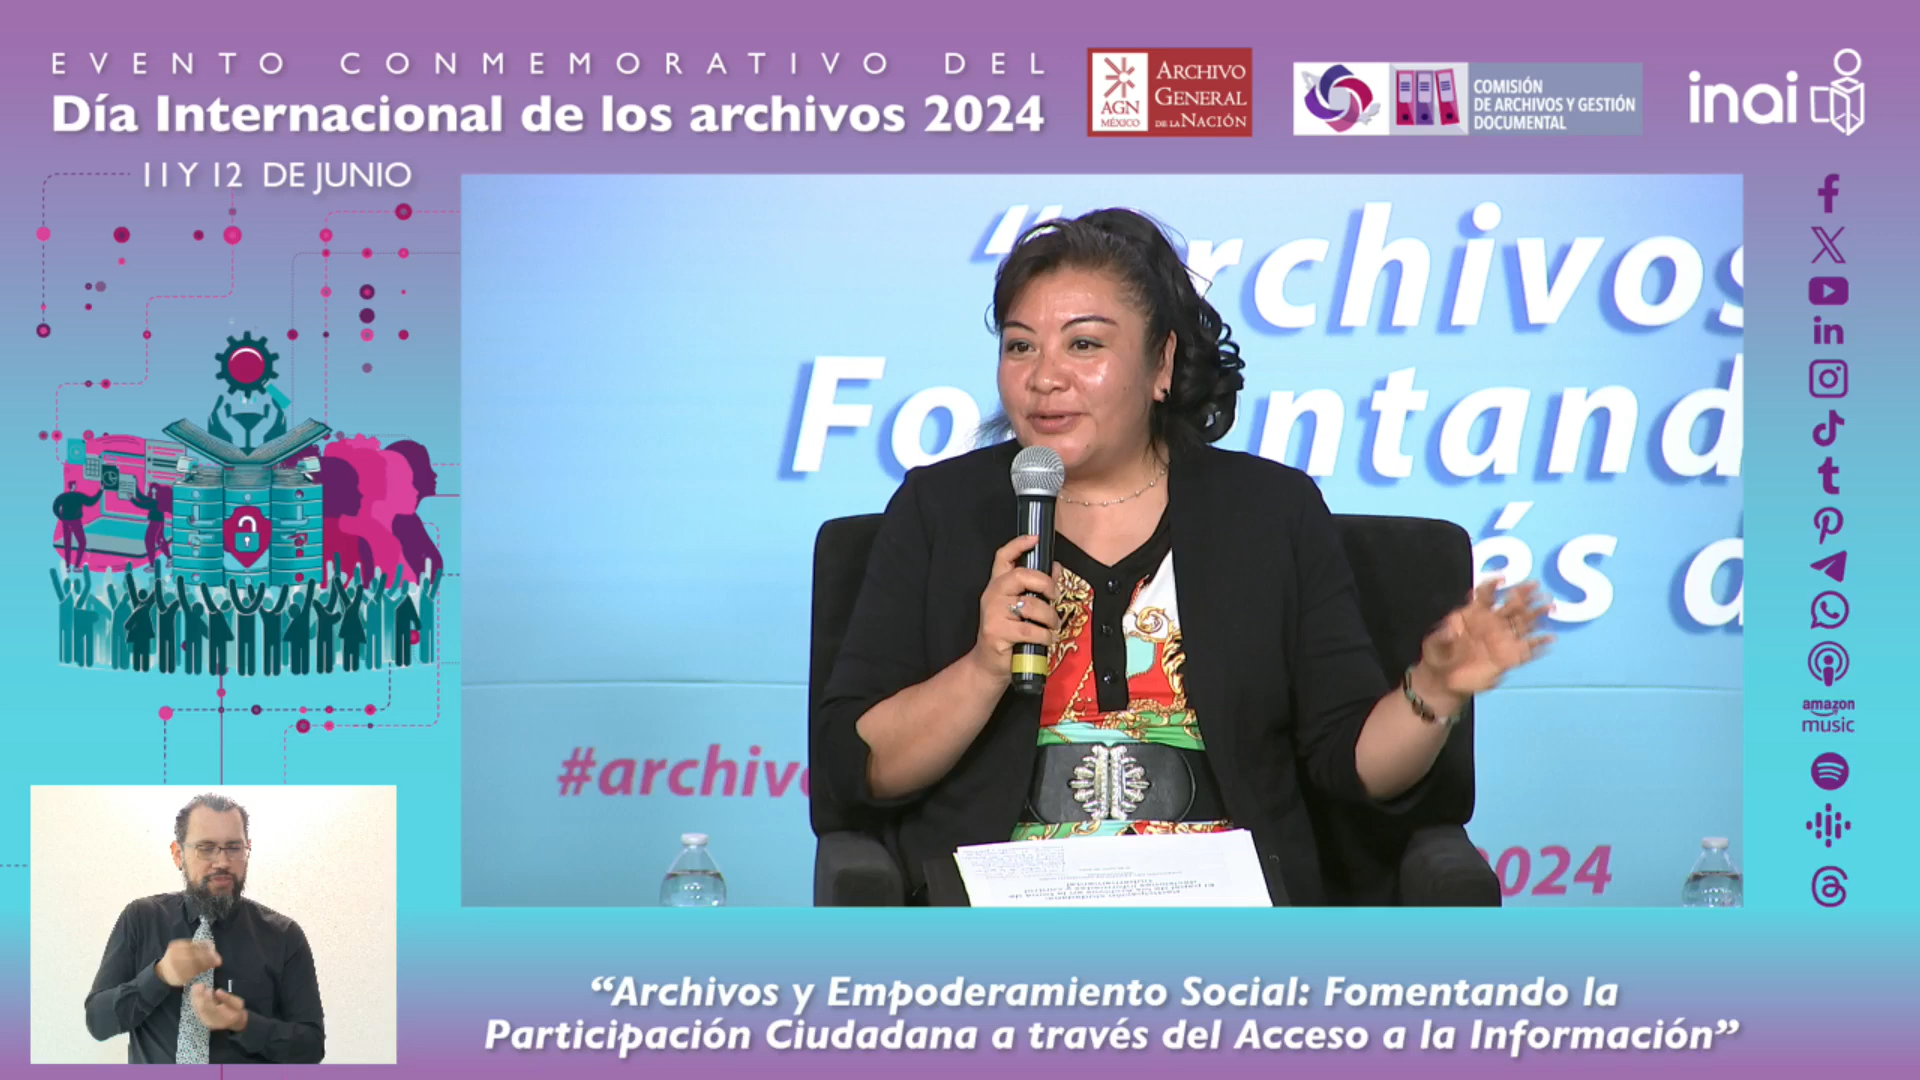 EVENTO CONMEMORATIVO DEL
Día Internacional de los archivos 2024
11 Y 12 DE JUNIO
AGN
MÉXICO
ARCHIVO
GENERAL
DE LA NACIÓN
COMISIÓN
DE ARCHIVOS Y GESTIÓN
DOCUMENTAL
inai
“Archivos
Fomentand
és d
#archivo
2024
amazon
music
“Archivos y Empoderamiento Social: Fomentando la
Participación Ciudadana a través del Acceso a la Información”